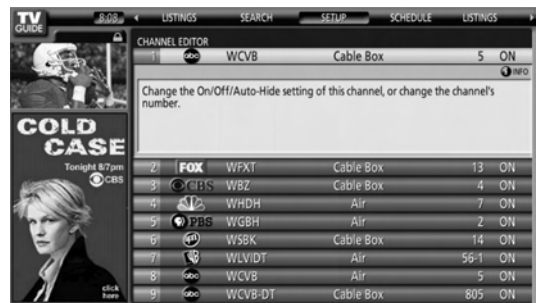 TV GUIDE
8:08
LISTINGS SEARCH SETUP SCHEDULE LISTINGS
CHANNEL EDITOR
1 abc WCVB Cable Box 5 ON
INFO
Change the On/Off/Auto-Hide setting of this channel, or change the channel's
number.
COLD
CASE
Tonight 8/7pm
CBS
click
here
2 FOX WFXT Cable Box 13 ON
3 CBS WBZ Cable Box 4 ON
4 WHDH Air 7 ON
5 PBS WGBH Air 2 ON
6 WSBK Cable Box 14 ON
7 WLVIDT Air 56-1 ON
8 abc WCVB Air 5 ON
9 abc WCVB-DT Cable Box 805 ON